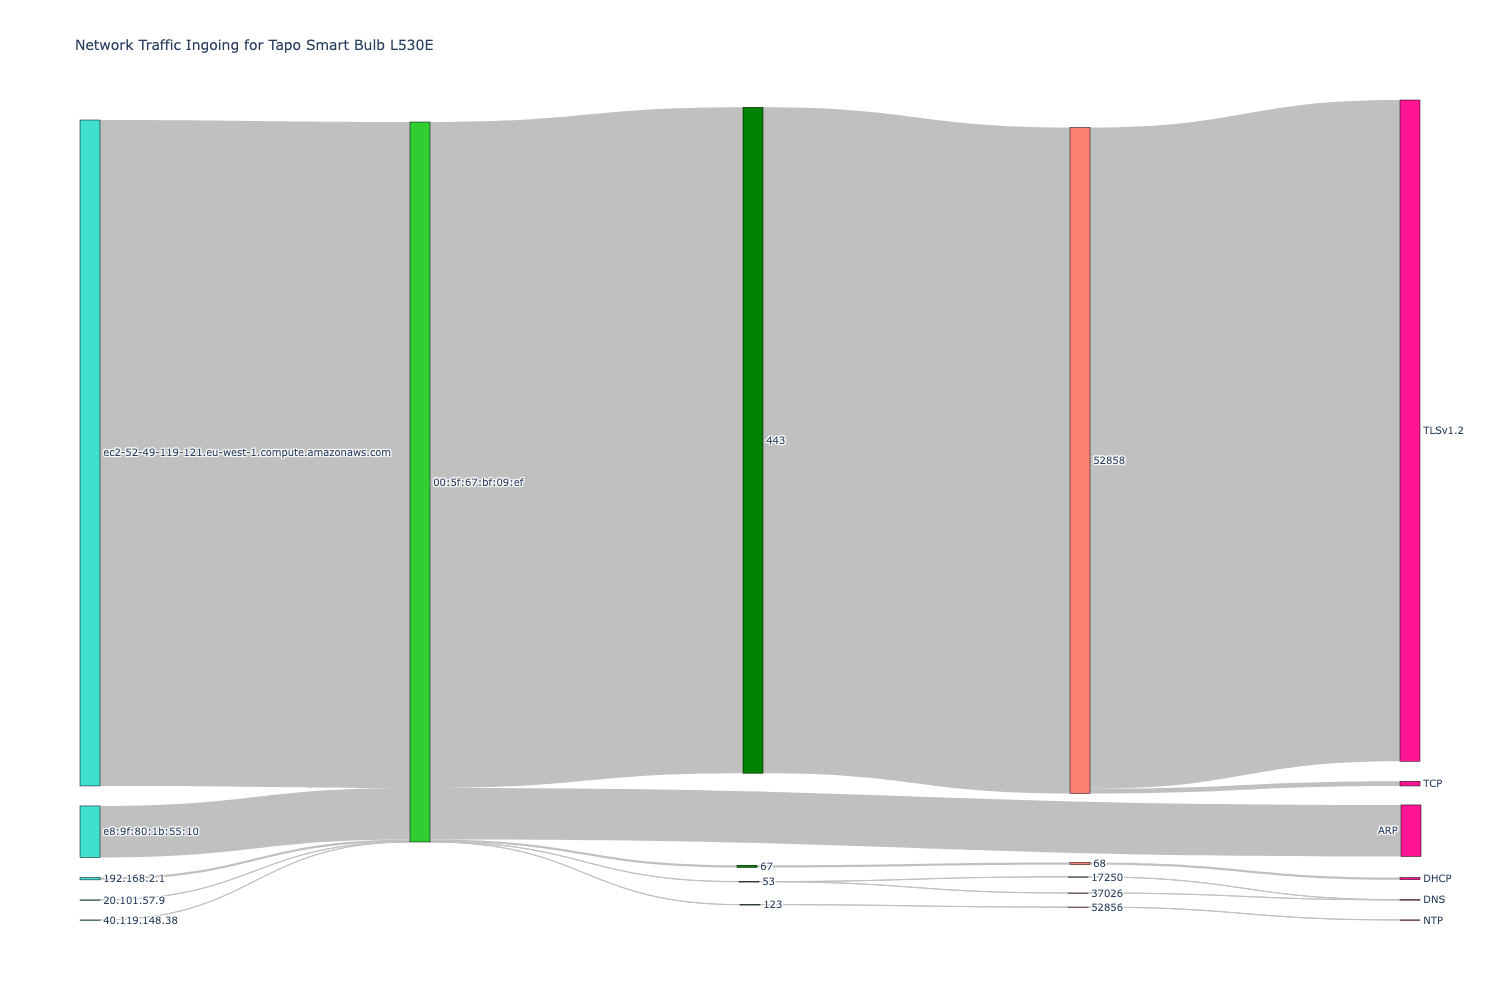 Network Traffic Ingoing for Tapo Smart Bulb L530E
ec2-52-49-119-121.eu-west-1.compute.amazonaws.com
e8:9f:80:1b:55:10
192.168.2.1
20.101.57.9
40.119.148.38
00:5f:67:bf:09:ef
443
67
53
123
52858
68
17250
37026
52856
TLSv1.2
TCP
ARP
DHCP
DNS
NTP